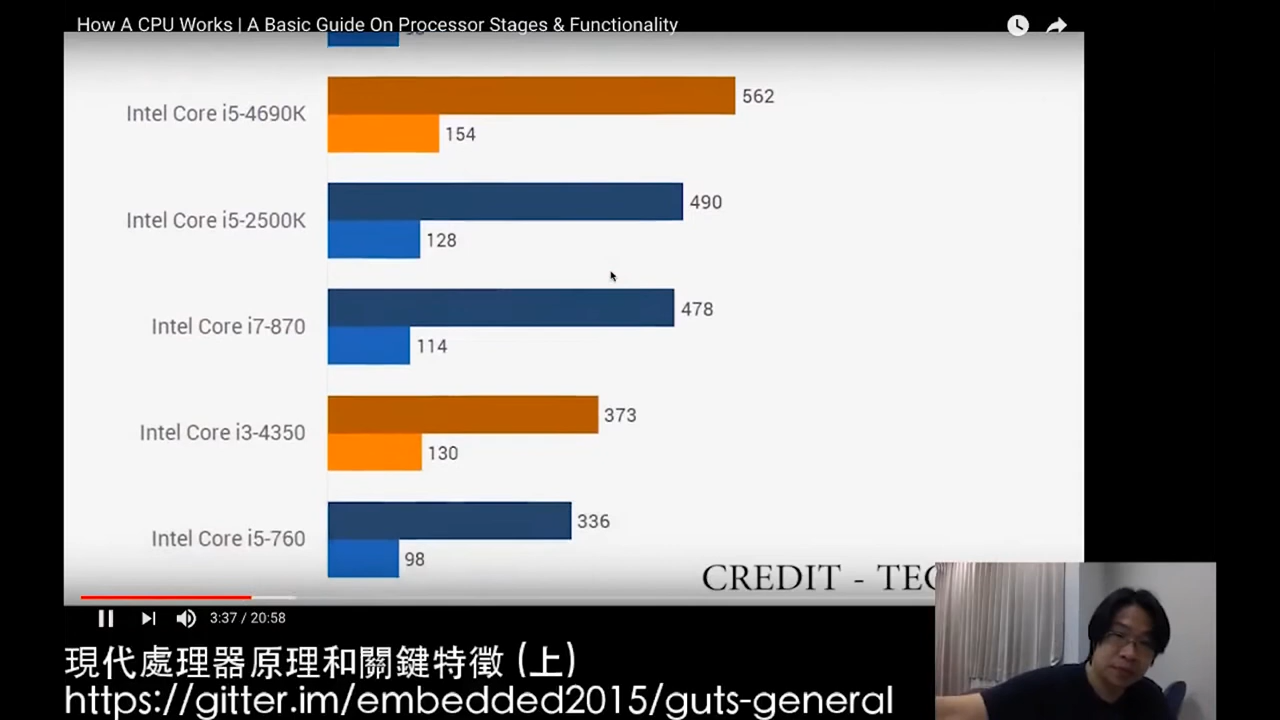 How A CPU Works | A Basic Guide On Processor Stages & Functionality
Intel Core i5-4690K
562
154
Intel Core i5-2500K
490
128
Intel Core i7-870
478
114
Intel Core i3-4350
373
130
Intel Core i5-760
336
98
CREDIT - TEC
3:37 / 20:58
現代處理器原理和關鍵特徵 (上)
https://gitter.im/embedded2015/guts-general